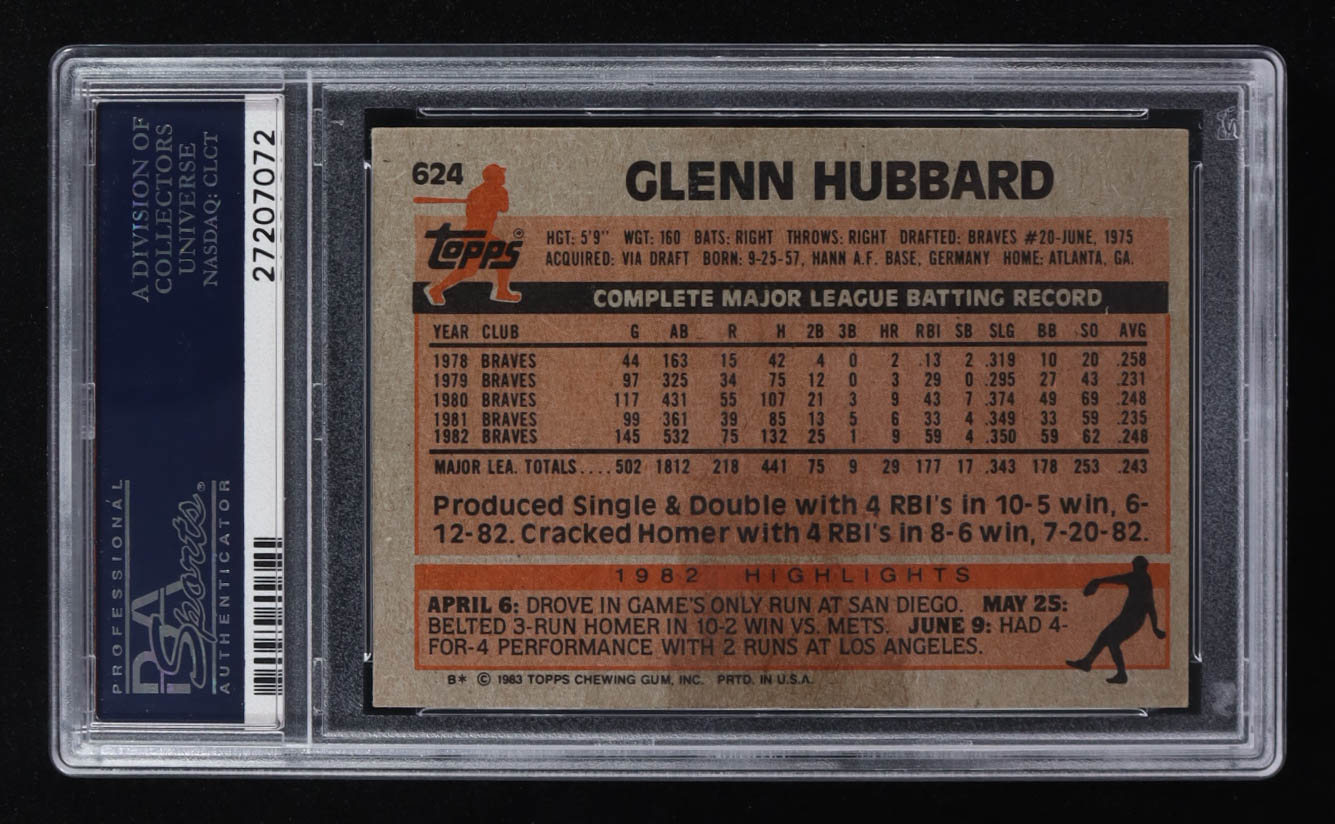 A DIVISION OF
COLLECTORS
UNIVERSE
NASDAQ: CLCT
27207072
PROFESSIONAL
PSA
Sports®
AUTHENTICATOR
624
GLENN HUBBARD
Topps®
HGT: 5'9" WGT: 160 BATS: RIGHT THROWS: RIGHT DRAFTED: BRAVES #20-JUNE, 1975
ACQUIRED: VIA DRAFT BORN: 9-25-57, HANN A.F. BASE, GERMANY HOME: ATLANTA, GA.
COMPLETE MAJOR LEAGUE BATTING RECORD
YEAR CLUB G AB R H 2B 3B HR RBI SB SLG BB SO AVG
1978 BRAVES 44 163 15 42 4 0 2 13 2 .319 10 20 .258
1979 BRAVES 97 325 34 75 12 0 3 29 0 .295 27 43 .231
1980 BRAVES 117 431 55 107 21 3 9 43 7 .374 49 69 .248
1981 BRAVES 99 361 39 85 13 5 6 33 4 .349 33 59 .235
1982 BRAVES 145 532 75 132 25 1 9 59 4 .350 59 62 .248
MAJOR LEA. TOTALS.... 502 1812 218 441 75 9 29 177 17 .343 178 253 .243
Produced Single & Double with 4 RBI's in 10-5 win, 6-
12-82. Cracked Homer with 4 RBI's in 8-6 win, 7-20-82.
1982 HIGHLIGHTS
APRIL 6: DROVE IN GAME'S ONLY RUN AT SAN DIEGO. MAY 25:
BELTED 3-RUN HOMER IN 10-2 WIN VS. METS. JUNE 9: HAD 4-
FOR-4 PERFORMANCE WITH 2 RUNS AT LOS ANGELES.
B* © 1983 TOPPS CHEWING GUM, INC. PRTD. IN U.S.A.